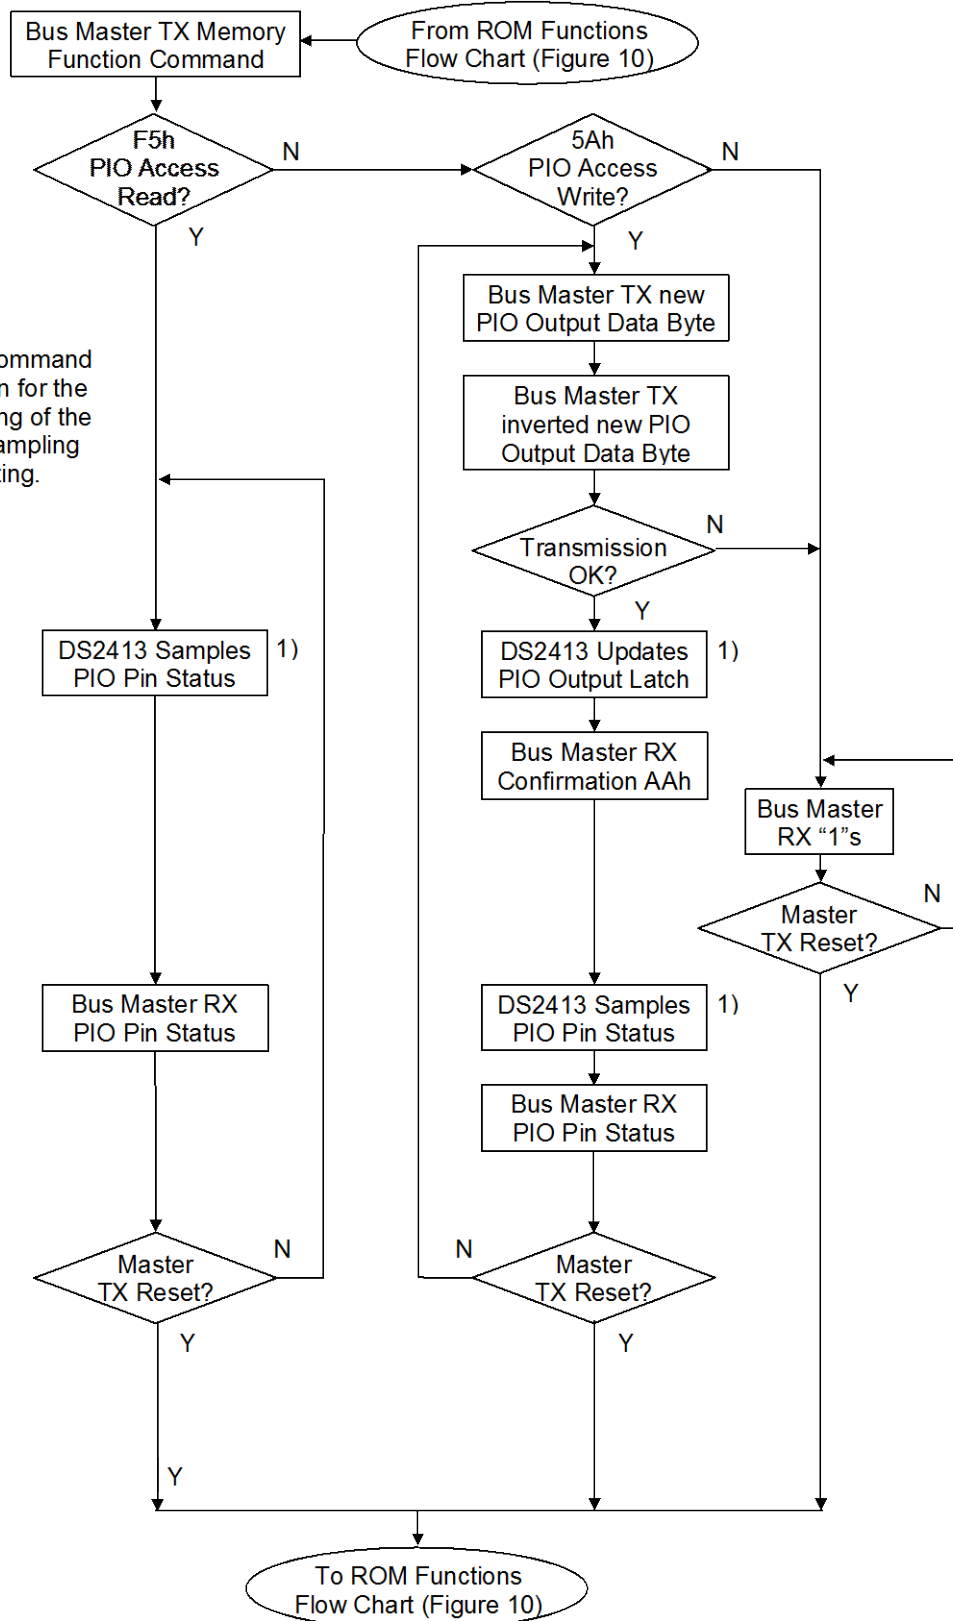 Bus Master TX Memory
Function Command
From ROM Functions
Flow Chart (Figure 10)
F5h
PIO Access
Read?
N
Y
5Ah
PIO Access
Write?
N
Y
Bus Master TX new
PIO Output Data Byte
Bus Master TX
inverted new PIO
Output Data Byte
ommand
n for the
ng of the
ampling
ting.
Transmission
OK?
N
Y
DS2413 Samples
PIO Pin Status
1)
DS2413 Updates
PIO Output Latch
1)
Bus Master RX
Confirmation AAh
Bus Master
RX “1”s
Master
TX Reset?
N
Y
Bus Master RX
PIO Pin Status
DS2413 Samples
PIO Pin Status
1)
Bus Master RX
PIO Pin Status
Master
TX Reset?
N
Y
N
Master
TX Reset?
Y
Y
To ROM Functions
Flow Chart (Figure 10)